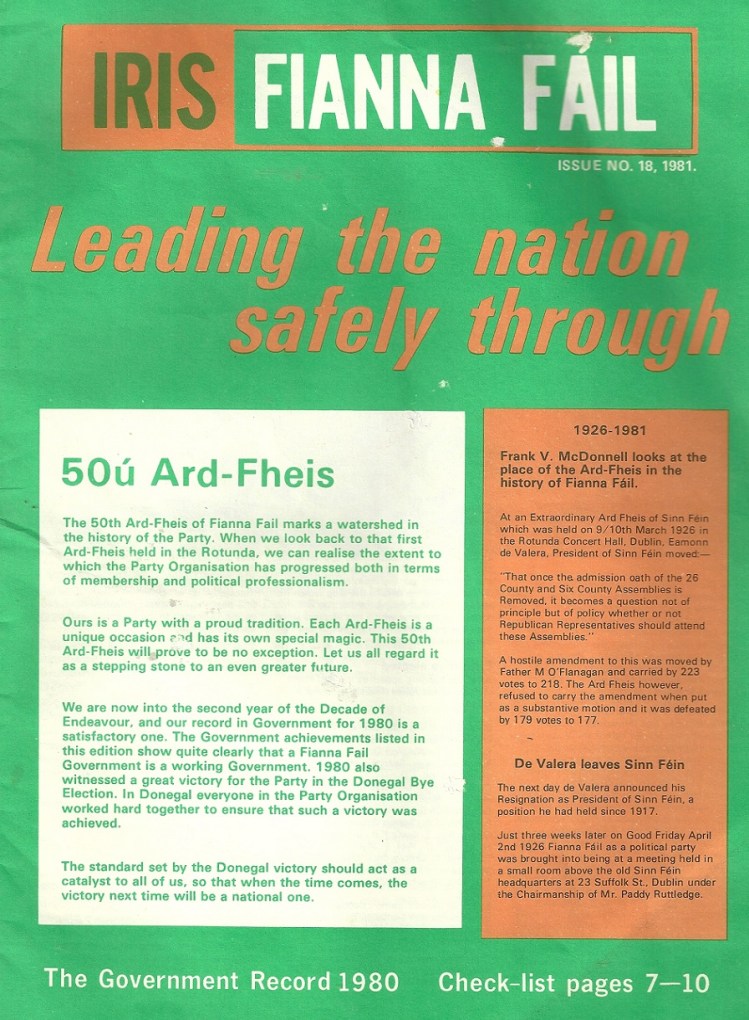 IRIS FIANNA FÁIL
ISSUE NO. 18, 1981.
Leading the nation
safely through
50ú Ard-Fheis
The 50th Ard-Fheis of Fianna Fail marks a watershed in
the history of the Party. When we look back to that first
Ard-Fheis held in the Rotunda, we can realise the extent to
which the Party Organisation has progressed both in terms
of membership and political professionalism.
Ours is a Party with a proud tradition. Each Ard-Fheis is a
unique occasion and has its own special magic. This 50th
Ard-Fheis will prove to be no exception. Let us all regard it
as a stepping stone to an even greater future.
We are now into the second year of the Decade of
Endeavour, and our record in Government for 1980 is a
satisfactory one. The Government achievements listed in
this edition show quite clearly that a Fianna Fail
Government is a working Government. 1980 also
witnessed a great victory for the Party in the Donegal Bye
Election. In Donegal everyone in the Party Organisation
worked hard together to ensure that such a victory was
achieved.
The standard set by the Donegal victory should act as a
catalyst to all of us, so that when the time comes, the
victory next time will be a national one.
1926-1981
Frank V. McDonnell looks at the
place of the Ard-Fheis in the
history of Fianna Fáil.
At an Extraordinary Ard Fheis of Sinn Féin
which was held on 9/10th March 1926 in
the Rotunda Concert Hall, Dublin, Eamonn
de Valera, President of Sinn Féin moved:—
"That once the admission oath of the 26
County and Six County Assemblies is
Removed, it becomes a question not of
principle but of policy whether or not
Republican Representatives should attend
these Assemblies."
A hostile amendment to this was moved by
Father M O'Flanagan and carried by 223
votes to 218. The Ard Fheis however,
refused to carry the amendment when put
as a substantive motion and it was defeated
by 179 votes to 177.
De Valera leaves Sinn Féin
The next day de Valera announced his
Resignation as President of Sinn Féin, a
position he had held since 1917.
Just three weeks later on Good Friday April
2nd 1926 Fianna Fáil as a political party
was brought into being at a meeting held in
a small room above the old Sinn Féin
headquarters at 23 Suffolk St., Dublin under
the Chairmanship of Mr. Paddy Ruttledge.
The Government Record 1980 Check-list pages 7—10